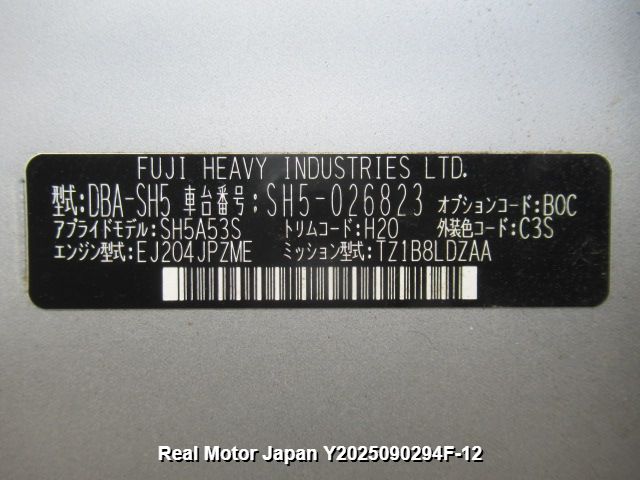 FUJI HEAVY INDUSTRIES LTD.
型式:DBA-SH5 車台番号:SH5-026823 オプションコード:B0C
アプライドモデル:SH5A53S トリムコード:H20 外装色コード:C3S
エンジン型式:EJ204JPZME ミッション型式:TZ1B8LDZAA
Real Motor Japan Y2025090294F-12